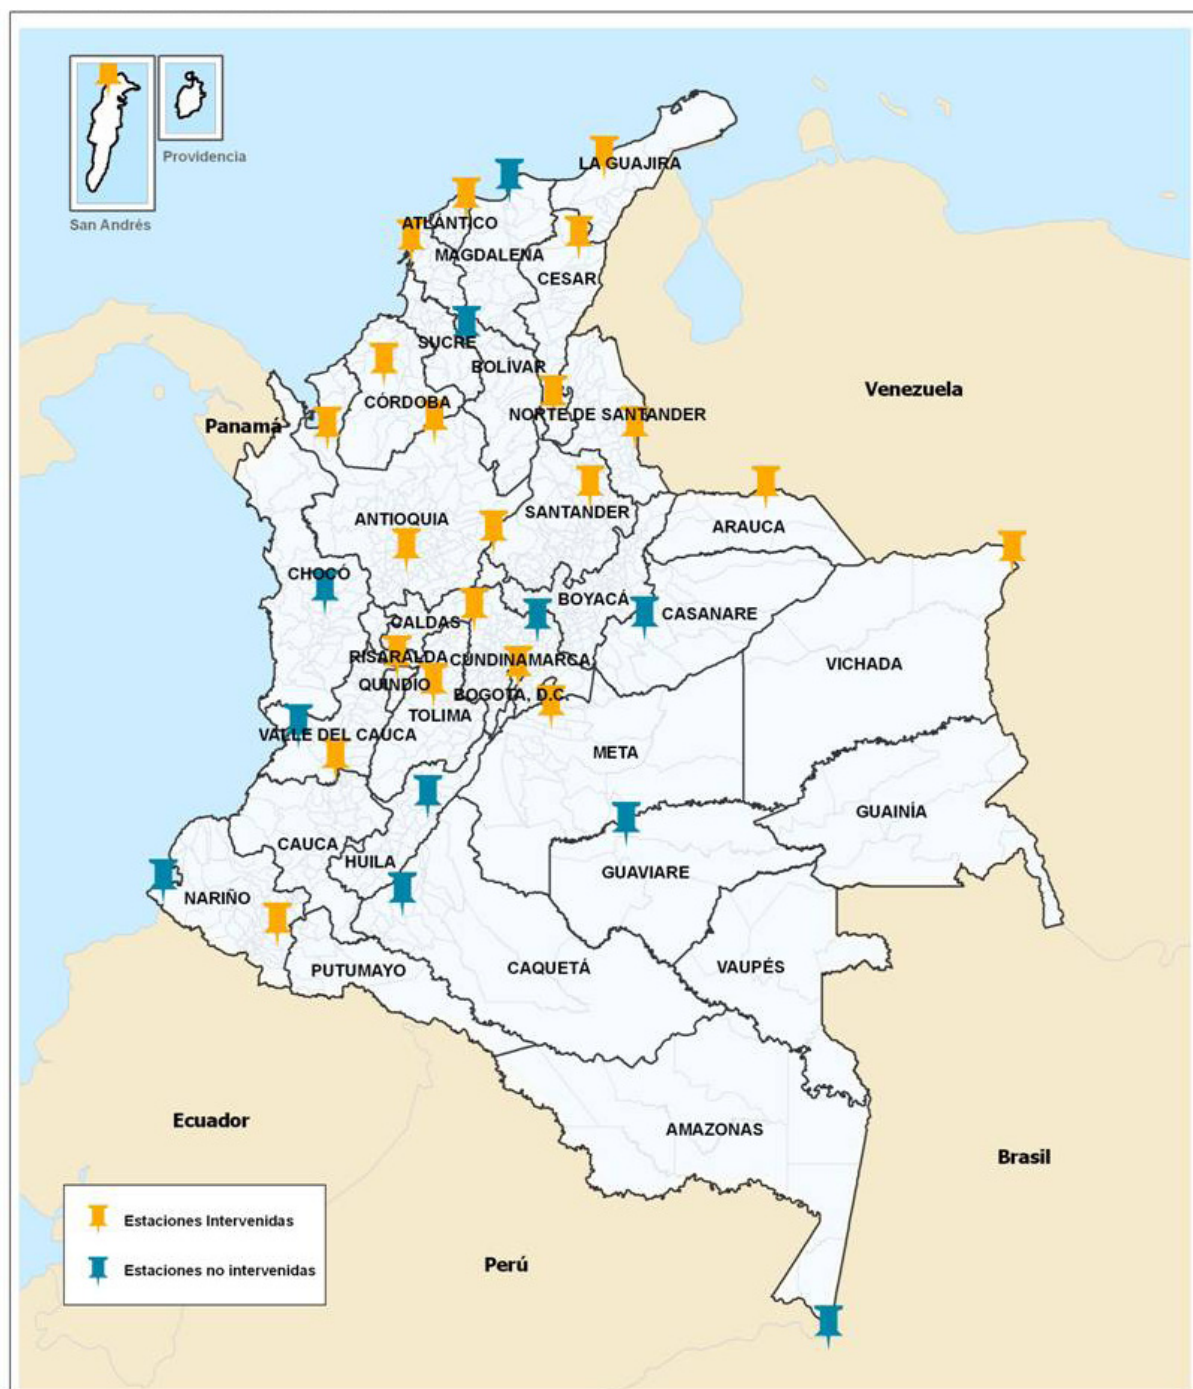 Providencia
San Andrés
LA GUAJIRA
ATLÁNTICO
MAGDALENA
CESAR
SUCRE
BOLÍVAR
Venezuela
CÓRDOBA
NORTE DE SANTANDER
Panamá
SANTANDER
ANTIOQUIA
ARAUCA
CHOCÓ
BOYACÁ
CASANARE
CALDAS
RISARALDA
CUNDINAMARCA
VICHADA
QUINDÍO
BOGOTA, D.C.
TOLIMA
VALLE DEL CAUCA
META
GUAINÍA
CAUCA
HUILA
GUAVIARE
NARIÑO
PUTUMAYO
CAQUETÁ
VAUPÉS
Ecuador
AMAZONAS
Brasil
Estaciones Intervenidas
Perú
Estaciones no intervenidas